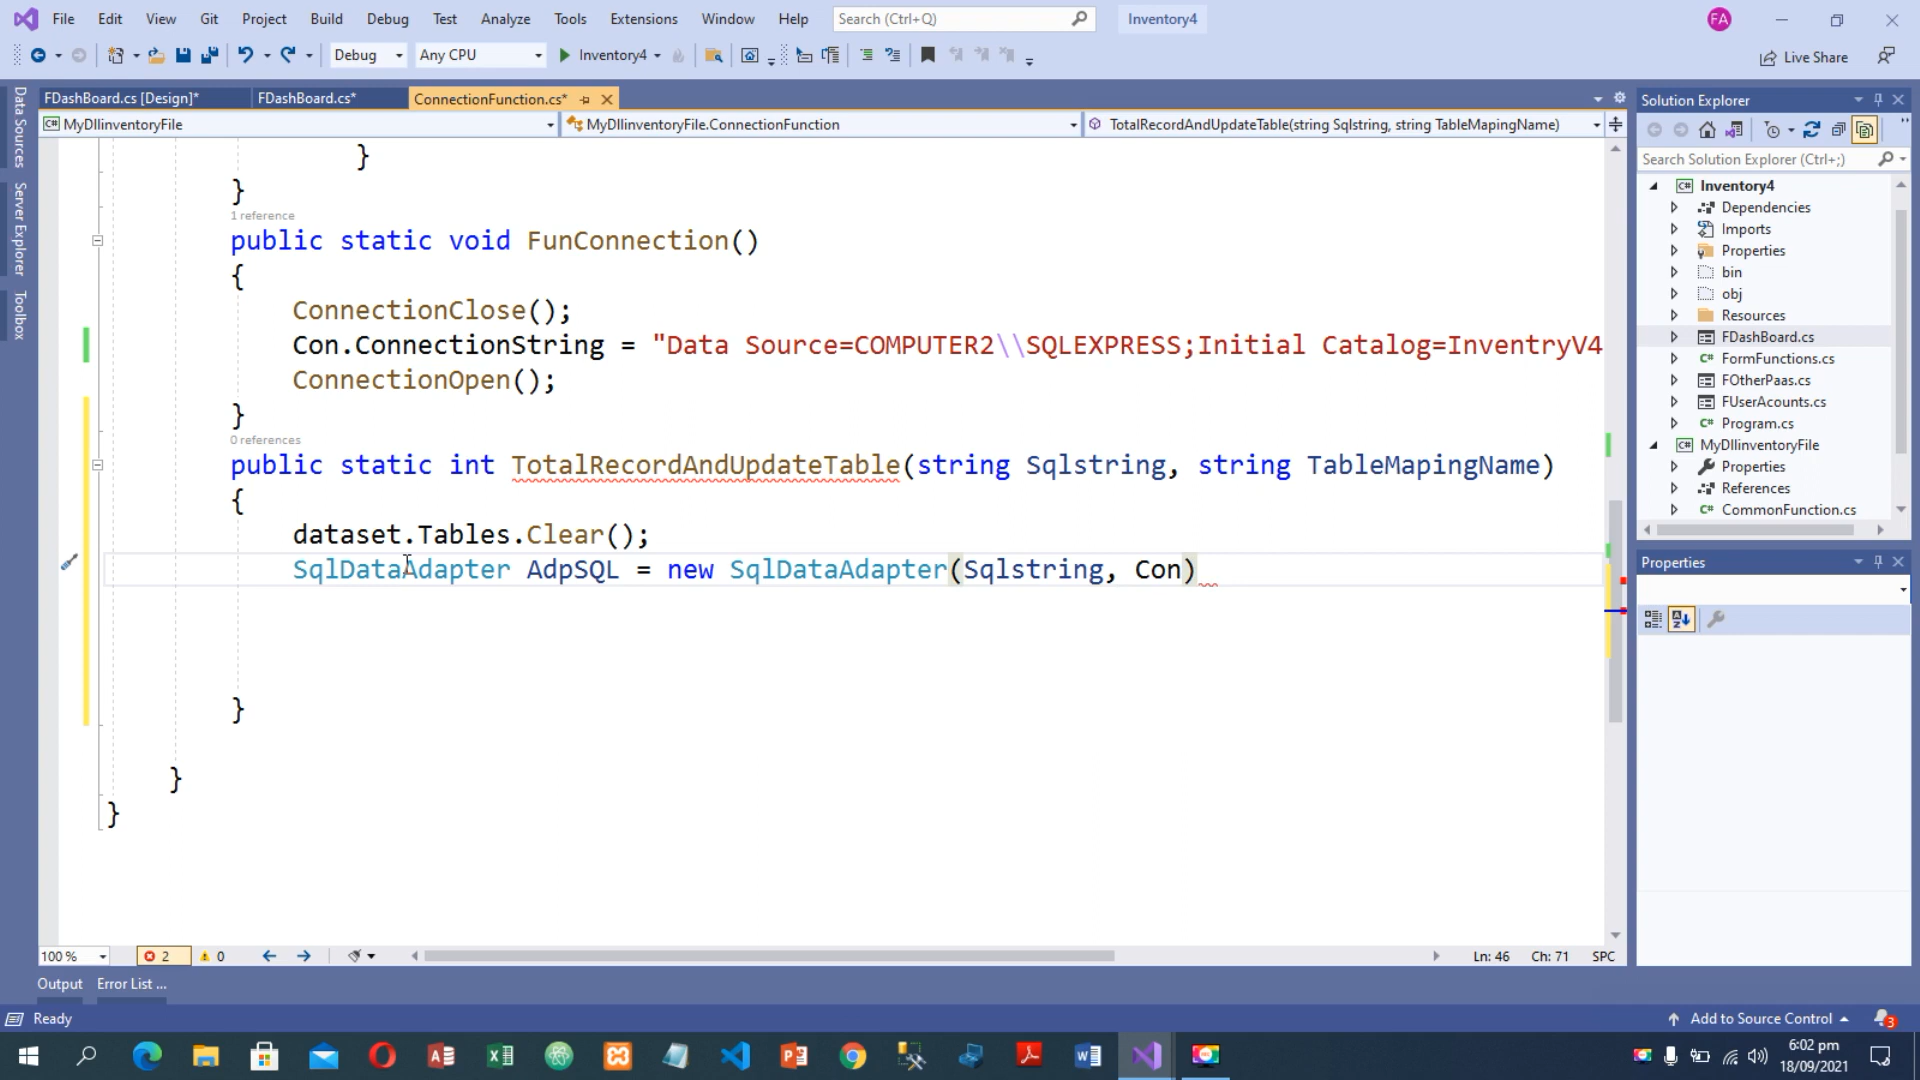 File Edit View Git Project Build Debug Test Analyze Tools Extensions Window Help Search (Ctrl+Q) Inventory4 FA
Debug Any CPU Inventory4 Live Share
Data Sources
Server Explorer
Toolbox
FDashBoard.cs [Design]* FDashBoard.cs* ConnectionFunction.cs*
MyDllinventoryFile MyDllinventoryFile.ConnectionFunction TotalRecordAndUpdateTable(string Sqlstring, string TableMapingName)
}
}
1 reference
public static void FunConnection()
{
ConnectionClose();
Con.ConnectionString = "Data Source=COMPUTER2\\SQLEXPRESS;Initial Catalog=InventryV4
ConnectionOpen();
}
0 references
public static int TotalRecordAndUpdateTable(string Sqlstring, string TableMapingName)
{
dataset.Tables.Clear();
SqlDataAdapter AdpSQL = new SqlDataAdapter(Sqlstring, Con)
}
}
}
100 % 2 0 Ln: 46 Ch: 71 SPC
Solution Explorer
Search Solution Explorer (Ctrl+;)
Inventory4
Dependencies
Imports
Properties
bin
obj
Resources
FDashBoard.cs
FormFunctions.cs
FOtherPaas.cs
FUserAcounts.cs
Program.cs
MyDllinventoryFile
Properties
References
CommonFunction.cs
Properties
Output Error List ...
Ready Add to Source Control 3
6:02 pm
18/09/2021